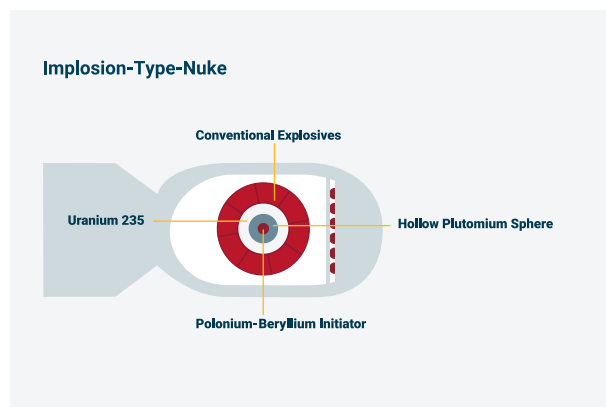 Implosion-Type-Nuke
Conventional Explosives
Uranium 235
Hollow Plutomium Sphere
Polonium-Beryllium Initiator